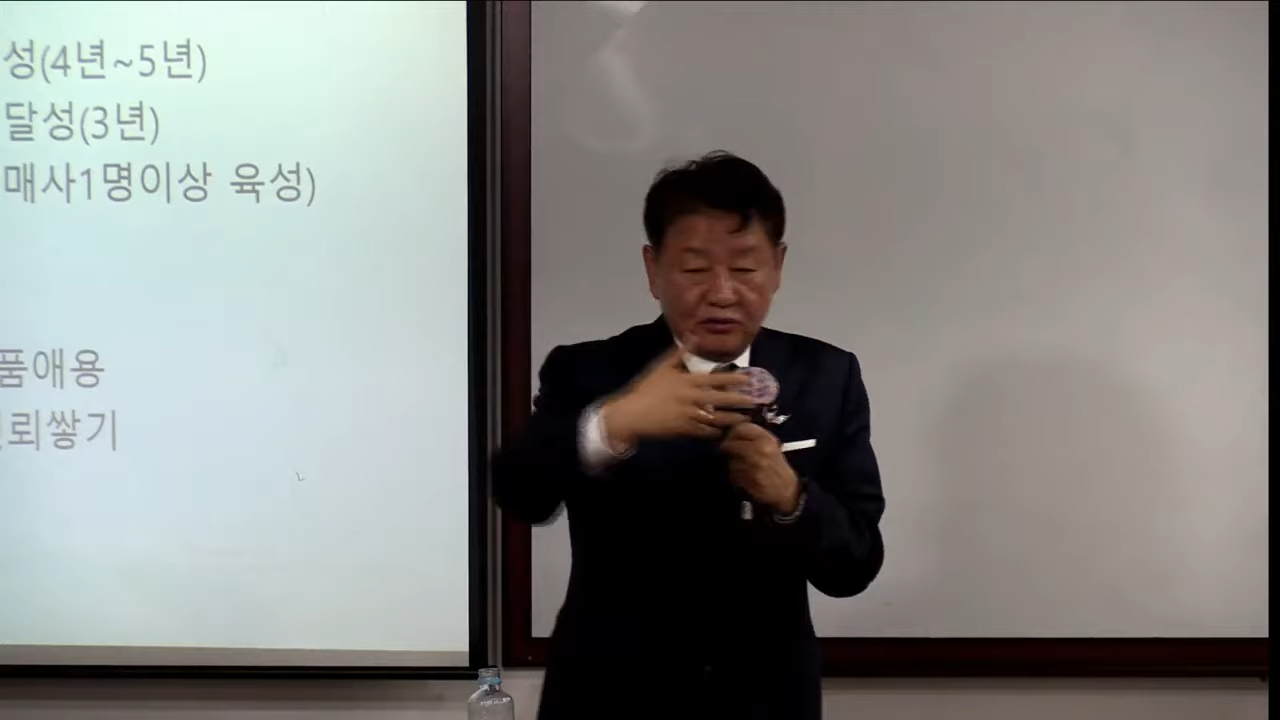 성(4년~5년)
달성(3년)
매사1명이상 육성)
품애용
뢰쌓기